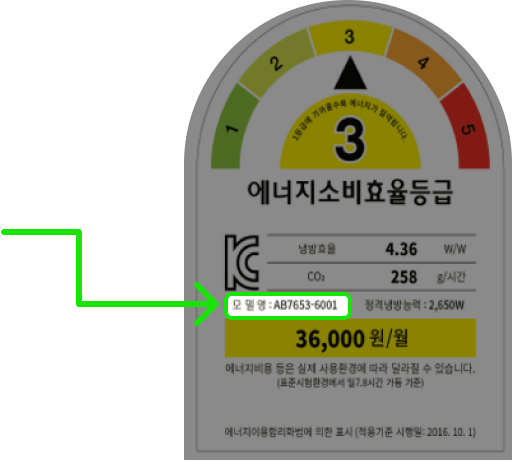 1 2 3 4 5
1등급에 가까울수록 에너지가 절약됩니다.
3
에너지소비효율등급
냉방효율 4.36 W/W
CO₂ 258 g/시간
모 델 명 : AB7653-6001 정격냉방능력 : 2,650W
36,000 원/월
에너지비용 등은 실제 사용환경에 따라 달라질 수 있습니다.
(표준시험환경에서 일7.8시간 가동 기준)
에너지이용합리화법에 의한 표시 (적용기준 시행일: 2016. 10. 1)